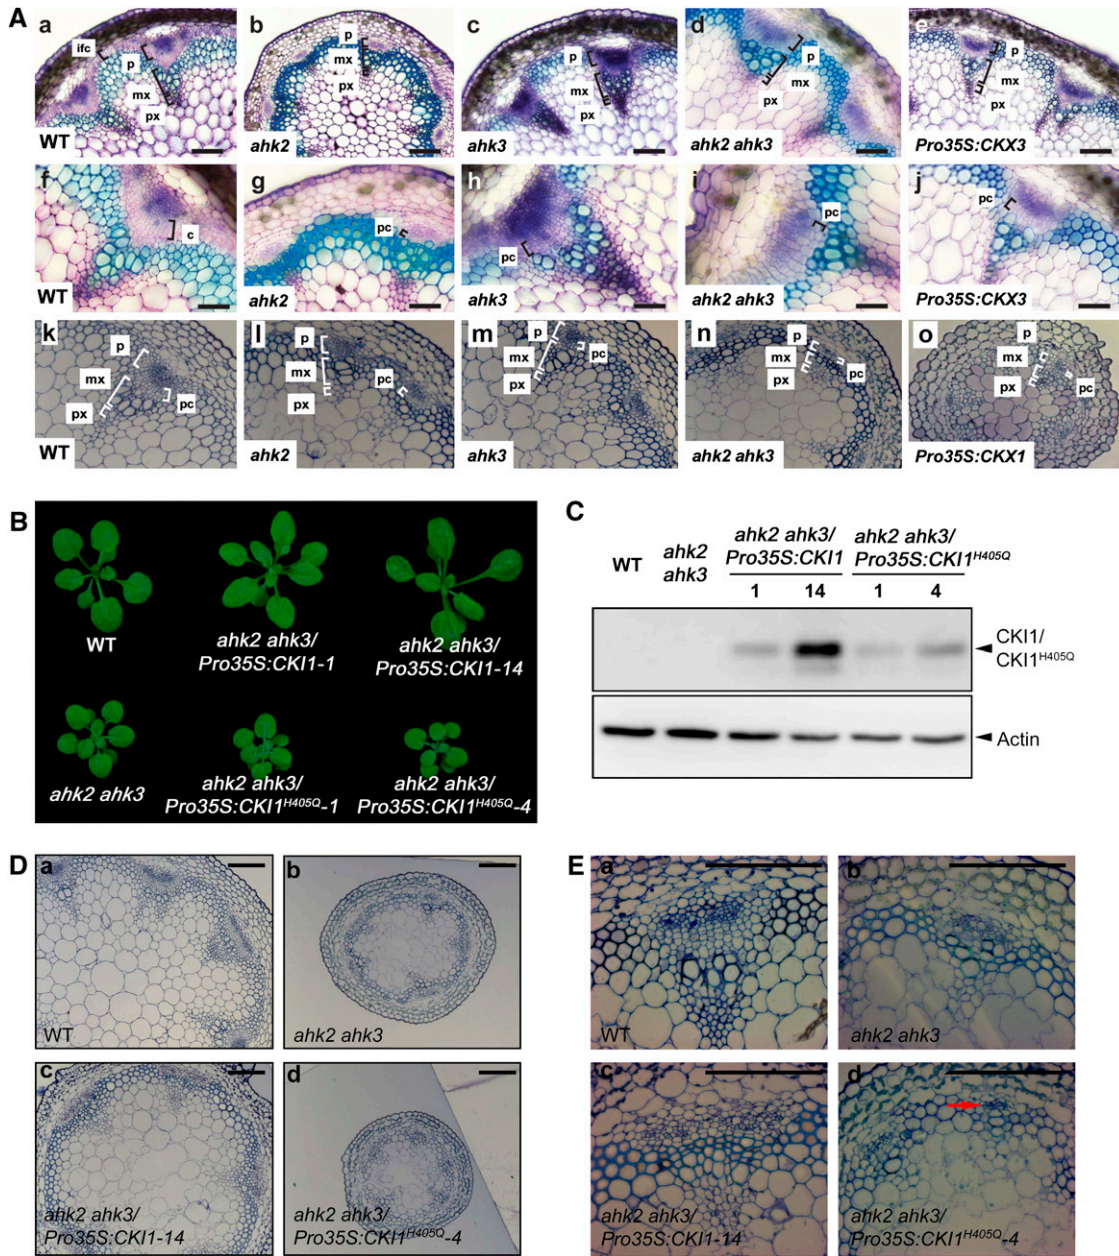 A
a
b
c
d
e
ifc
p
mx
px
WT
p
mx
px
ahk2
p
mx
px
ahk3
p
mx
px
ahk2 ahk3
p
mx
px
Pro35S:CKX3
f
g
h
i
j
c
WT
pc
ahk2
pc
ahk3
pc
ahk2 ahk3
pc
Pro35S:CKX3
k
l
m
n
o
p
mx
px
pc
WT
p
mx
px
pc
ahk2
p
mx
px
pc
ahk3
p
mx
px
pc
ahk2 ahk3
p
mx
px
pc
Pro35S:CKX1
B
WT
ahk2 ahk3/
Pro35S:CKI1-1
ahk2 ahk3/
Pro35S:CKI1-14
ahk2 ahk3
ahk2 ahk3/
Pro35S:CKI1H405Q-1
ahk2 ahk3/
Pro35S:CKI1H405Q-4
C
WT
ahk2
ahk3
ahk2 ahk3/
Pro35S:CKI1
ahk2 ahk3/
Pro35S:CKI1H405Q
1
14
1
4
CKI1/
CKI1H405Q
Actin
D
a
WT
b
ahk2 ahk3
c
ahk2 ahk3/
Pro35S:CKI1-14
d
ahk2 ahk3/
Pro35S:CKI1H405Q-4
E
a
WT
b
ahk2 ahk3
c
ahk2 ahk3/
Pro35S:CKI1-14
d
ahk2 ahk3/
Pro35S:CKI1H405Q-4